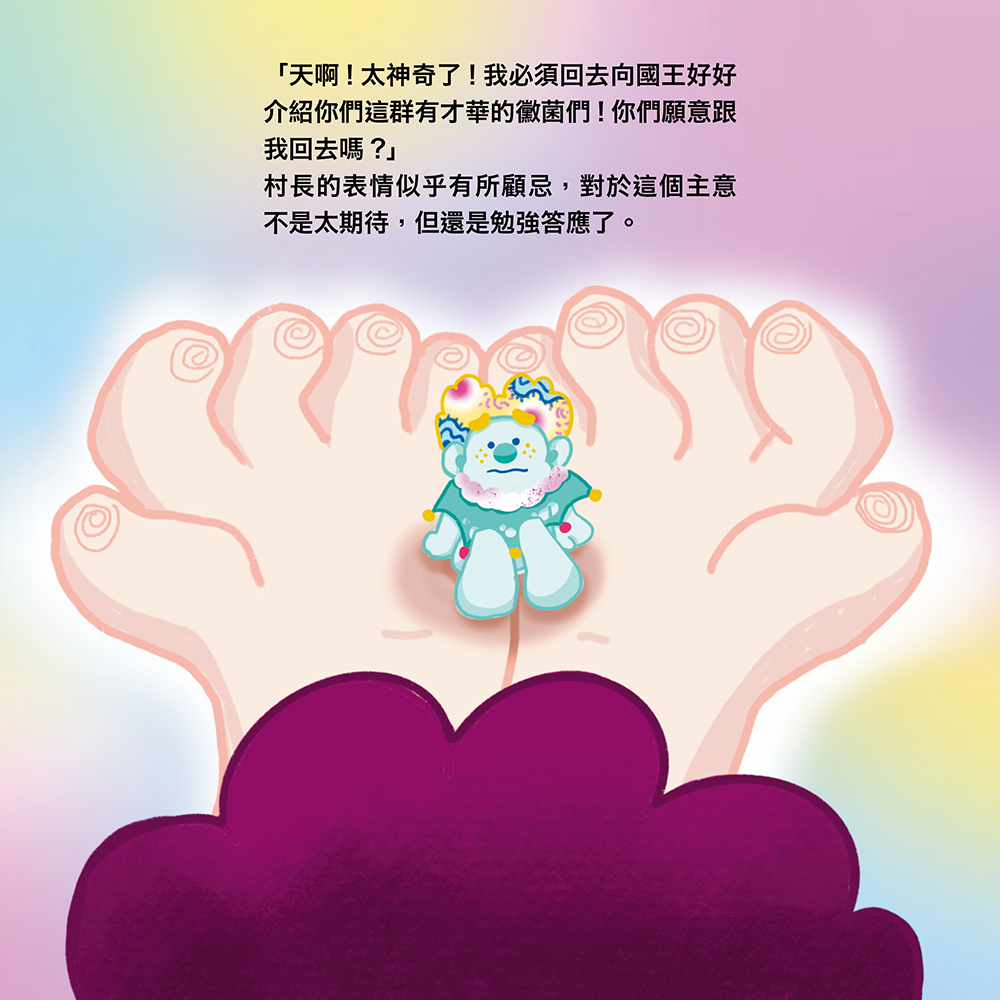 「天啊！太神奇了！我必須回去向國王好好
介紹你們這群有才華的黴菌們！你們願意跟
我回去嗎？」
村長的表情似乎有所顧忌，對於這個主意
不是太期待，但還是勉強答應了。